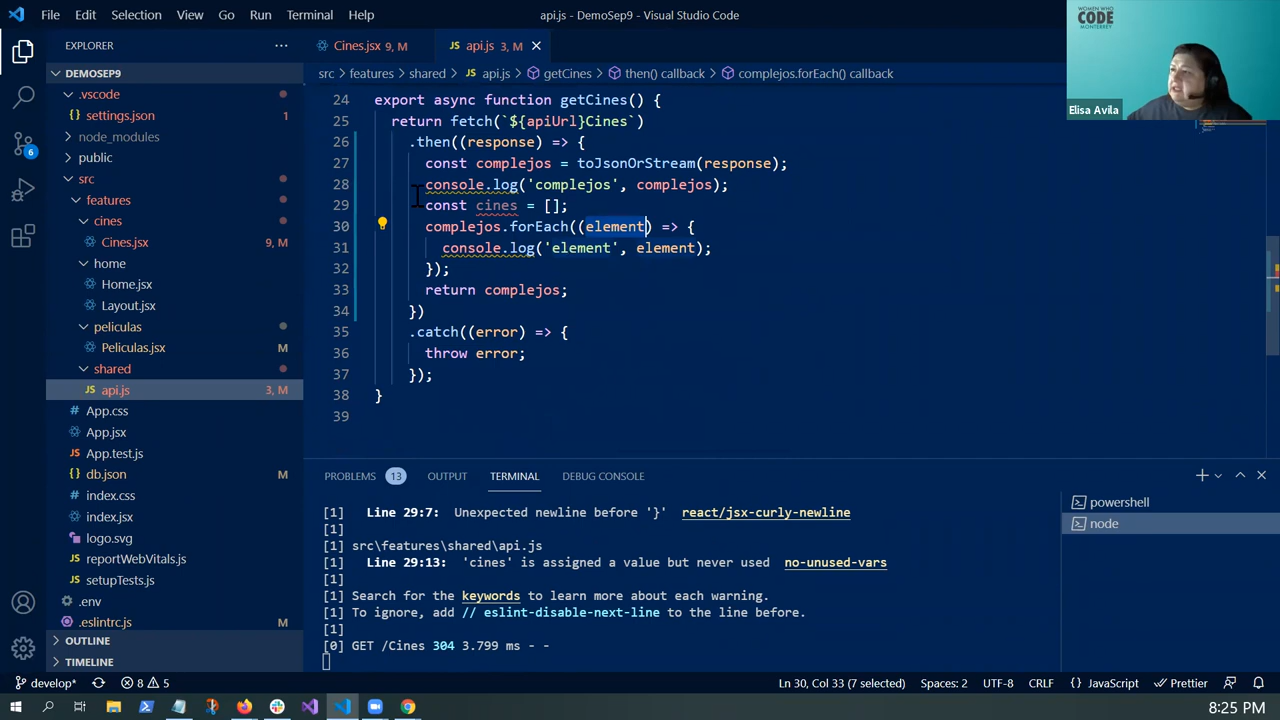 File Edit Selection View Go Run Terminal Help
api.js - DemoSep9 - Visual Studio Code
WOMEN WHO
CODE
MONTERREY
Elisa Avila
EXPLORER
DEMOSEP9
.vscode
settings.json 1
node_modules
public
src
features
cines
Cines.jsx 9, M
home
Home.jsx
Layout.jsx
peliculas
Peliculas.jsx M
shared
api.js 3, M
App.css
App.jsx
App.test.js
db.json
index.css
index.jsx
logo.svg
reportWebVitals.js
setupTests.js
.env
.eslintrc.js
OUTLINE
TIMELINE
6
Cines.jsx 9, M
api.js 3, M
src > features > shared > api.js > getCines > then() callback > complejos.forEach() callback
24 export async function getCines() {
25 return fetch(`${apiUrl}Cines`)
26 .then((response) => {
27 const complejos = toJsonOrStream(response);
28 console.log('complejos', complejos);
29 const cines = [];
30 complejos.forEach((element) => {
31 console.log('element', element);
32 });
33 return complejos;
34 })
35 .catch((error) => {
36 throw error;
37 });
38 }
39
PROBLEMS 13 OUTPUT TERMINAL DEBUG CONSOLE
[1] Line 29:7: Unexpected newline before '}' react/jsx-curly-newline
[1]
[1] src\features\shared\api.js
[1] Line 29:13: 'cines' is assigned a value but never used no-unused-vars
[1]
[1] Search for the keywords to learn more about each warning.
[1] To ignore, add // eslint-disable-next-line to the line before.
[1]
[0] GET /Cines 304 3.799 ms - -
powershell
node
develop* 8 5
Ln 30, Col 33 (7 selected) Spaces: 2 UTF-8 CRLF {} JavaScript Prettier
8:25 PM